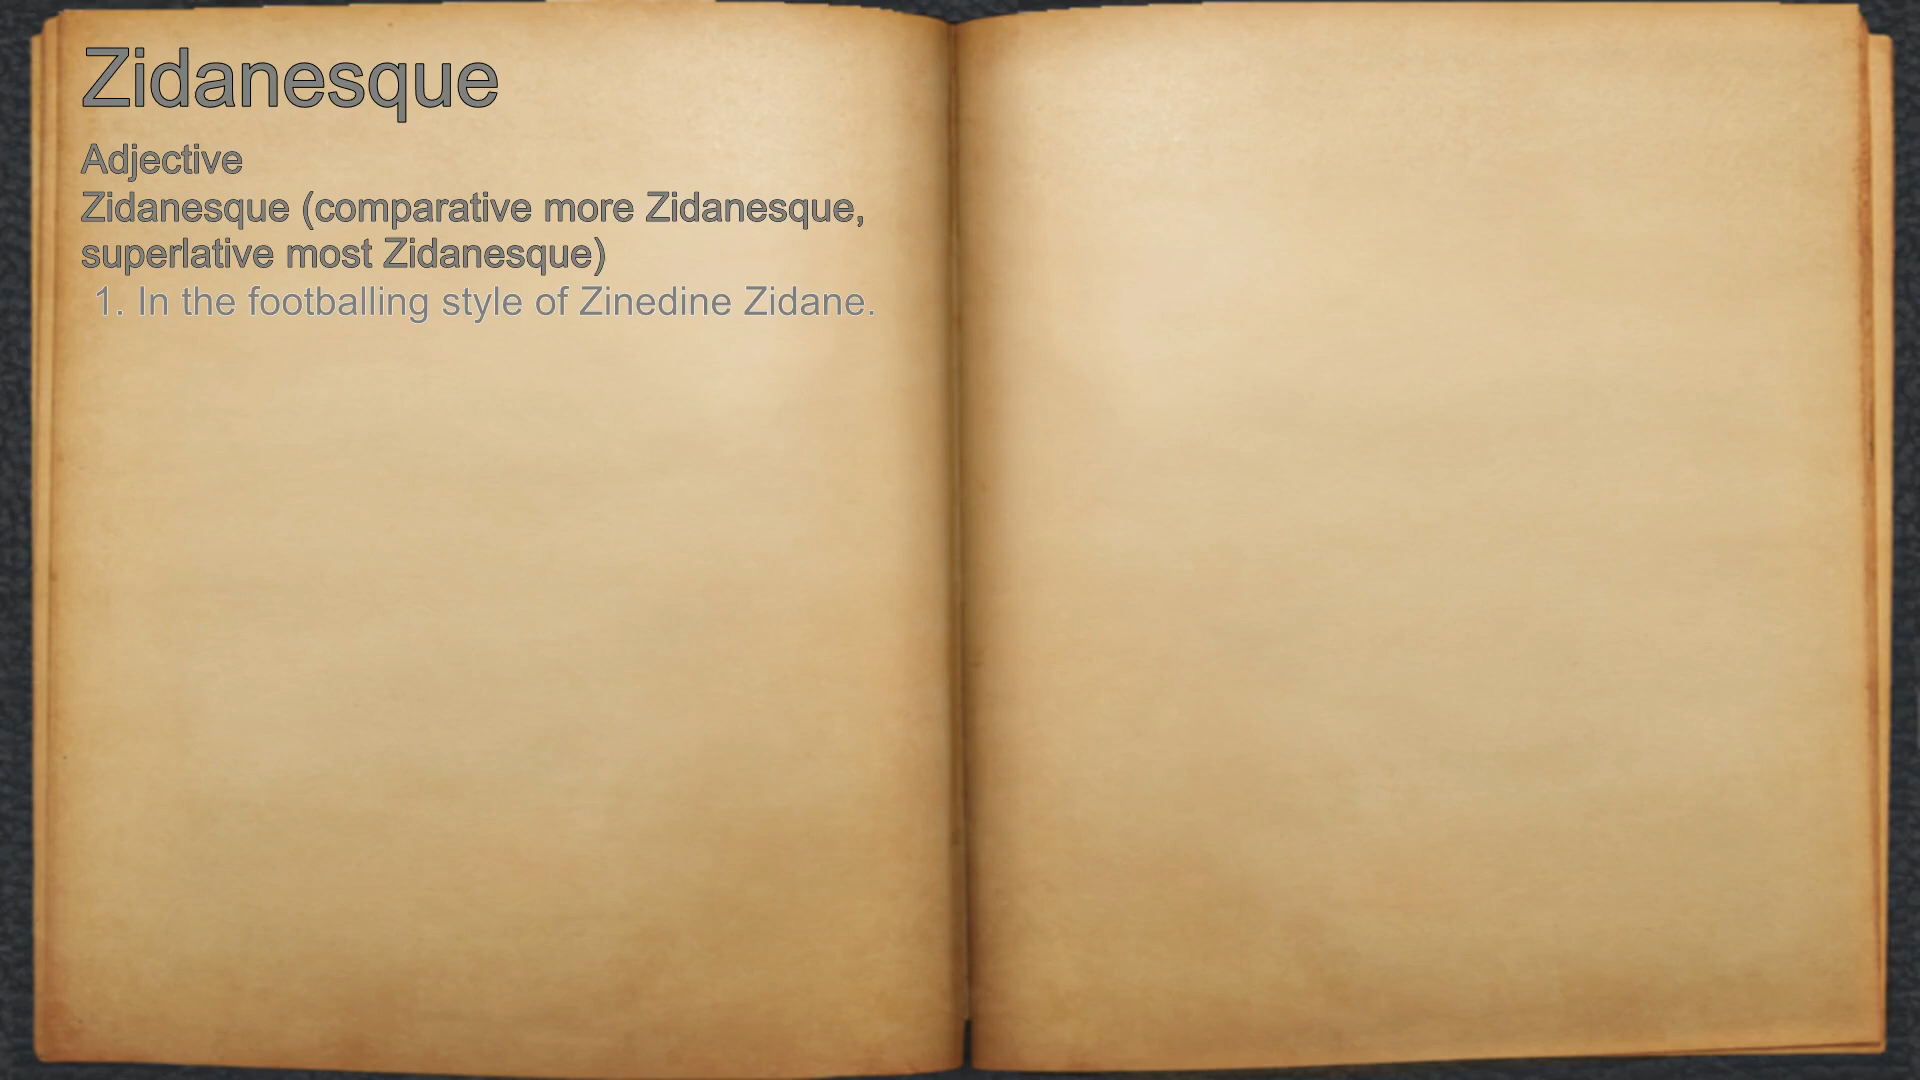 Zidanesque
Adjective
Zidanesque (comparative more Zidanesque,
superlative most Zidanesque)
1. In the footballing style of Zinedine Zidane.